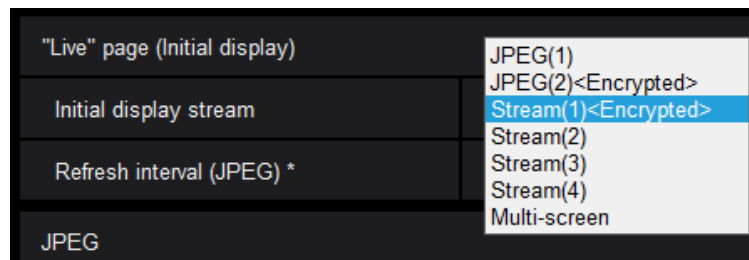 "Live" page (Initial display)
Initial display stream
Refresh interval (JPEG) *
JPEG
JPEG(1)
JPEG(2)<Encrypted>
Stream(1)<Encrypted>
Stream(2)
Stream(3)
Stream(4)
Multi-screen